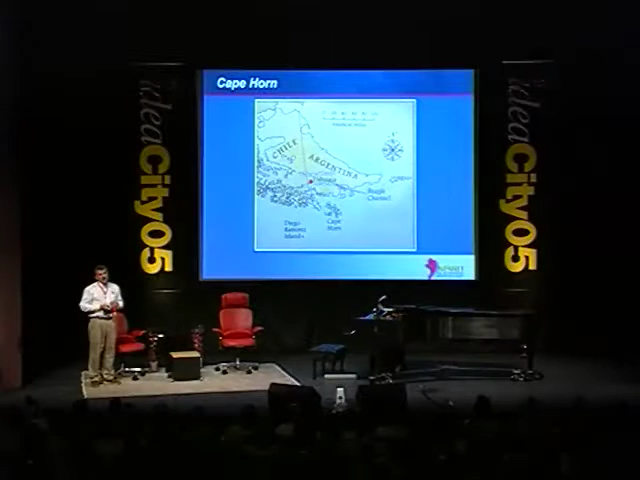 Cape Horn
CHILE
ARGENTINA
Beagle
Channel
Diego
Ramirez
Islands
Cape
Horn
ideaCity05
ideaCity05